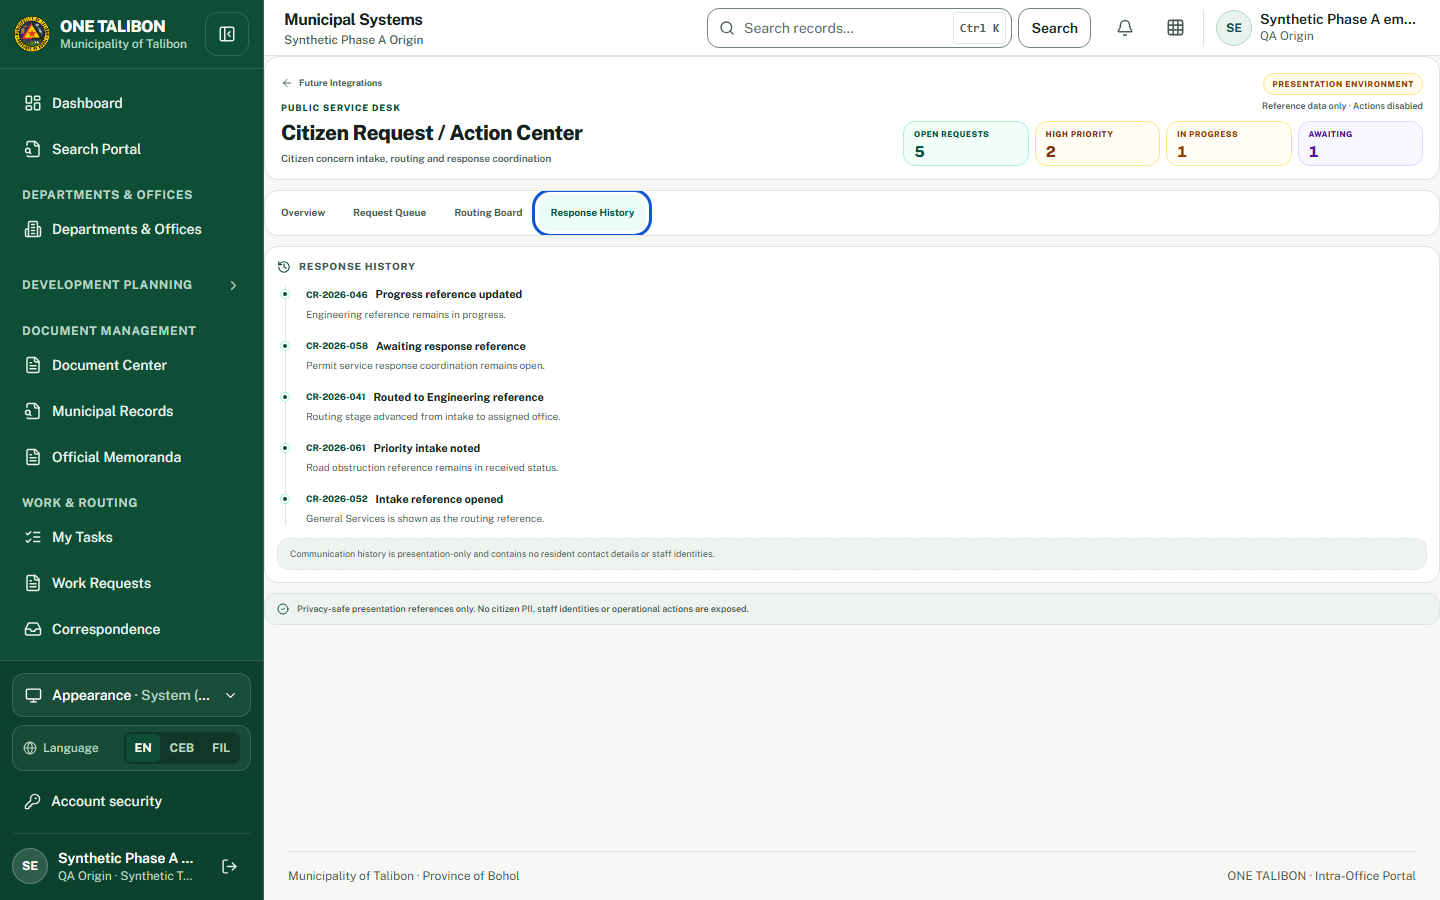 ONE TALIBON
Municipality of Talibon
Dashboard
Search Portal
DEPARTMENTS & OFFICES
Departments & Offices
DEVELOPMENT PLANNING
DOCUMENT MANAGEMENT
Document Center
Municipal Records
Official Memoranda
WORK & ROUTING
My Tasks
Work Requests
Correspondence
Appearance · System (...
Language EN CEB FIL
Account security
SE
Synthetic Phase A ...
QA Origin · Synthetic T...
Municipal Systems
Synthetic Phase A Origin
Search records... Ctrl K
Search
SE
Synthetic Phase A em...
QA Origin
Future Integrations
PUBLIC SERVICE DESK
Citizen Request / Action Center
Citizen concern intake, routing and response coordination
PRESENTATION ENVIRONMENT
Reference data only · Actions disabled
OPEN REQUESTS
5
HIGH PRIORITY
2
IN PROGRESS
1
AWAITING
1
Overview Request Queue Routing Board Response History
RESPONSE HISTORY
CR-2026-046 Progress reference updated
Engineering reference remains in progress.
CR-2026-058 Awaiting response reference
Permit service response coordination remains open.
CR-2026-041 Routed to Engineering reference
Routing stage advanced from intake to assigned office.
CR-2026-061 Priority intake noted
Road obstruction reference remains in received status.
CR-2026-052 Intake reference opened
General Services is shown as the routing reference.
Communication history is presentation-only and contains no resident contact details or staff identities.
Privacy-safe presentation references only. No citizen PII, staff identities or operational actions are exposed.
Municipality of Talibon · Province of Bohol
ONE TALIBON · Intra-Office Portal